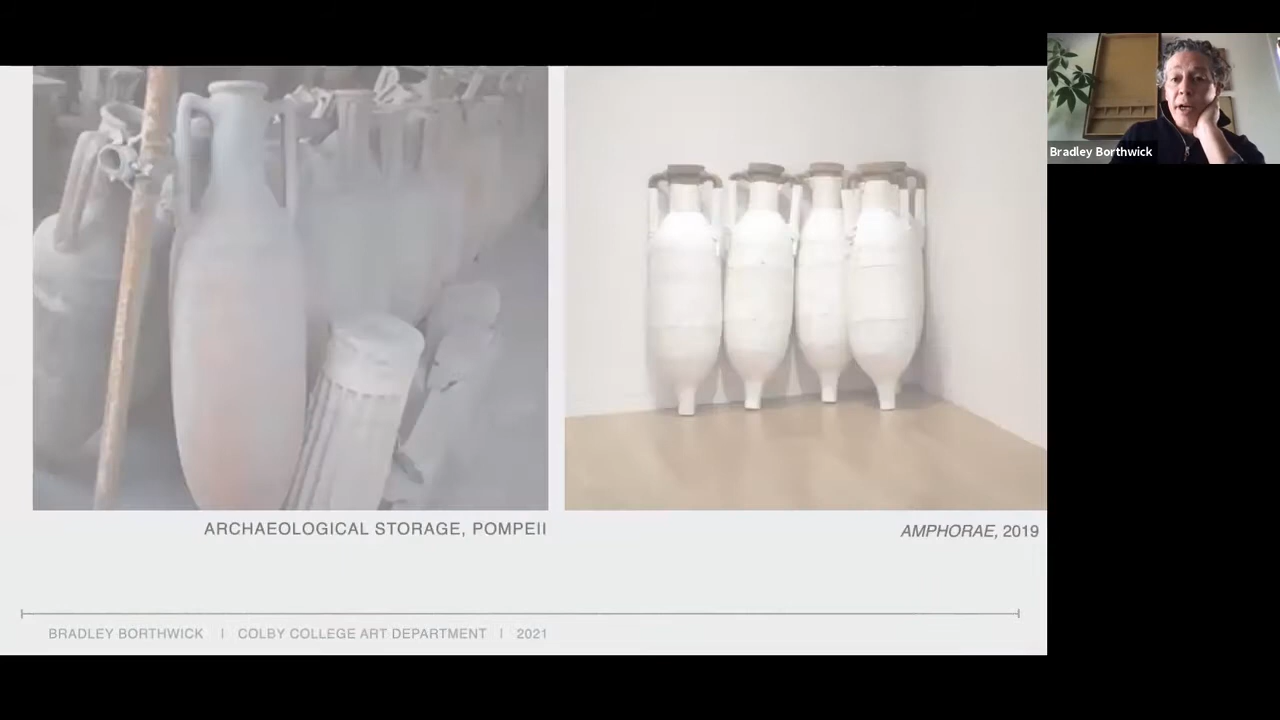 Bradley Borthwick
ARCHAEOLOGICAL STORAGE, POMPEII
AMPHORAE, 2019
BRADLEY BORTHWICK I COLBY COLLEGE ART DEPARTMENT I 2021